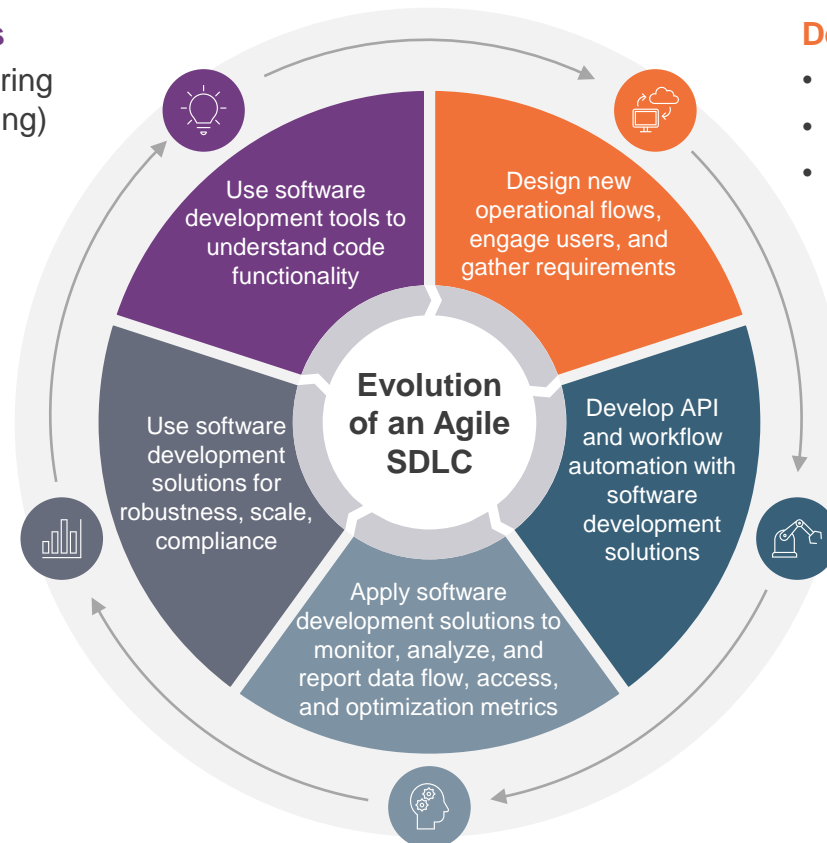 Use software
development tools to
understand code
functionality
Design new
operational flows,
engage users, and
gather requirements
Develop API
and workflow
automation with
software
development
solutions
Apply software
development solutions to
monitor, analyze, and
report data flow, access,
and optimization metrics
Use software
development
solutions for
robustness, scale,
compliance
Evolution
of an Agile
SDLC